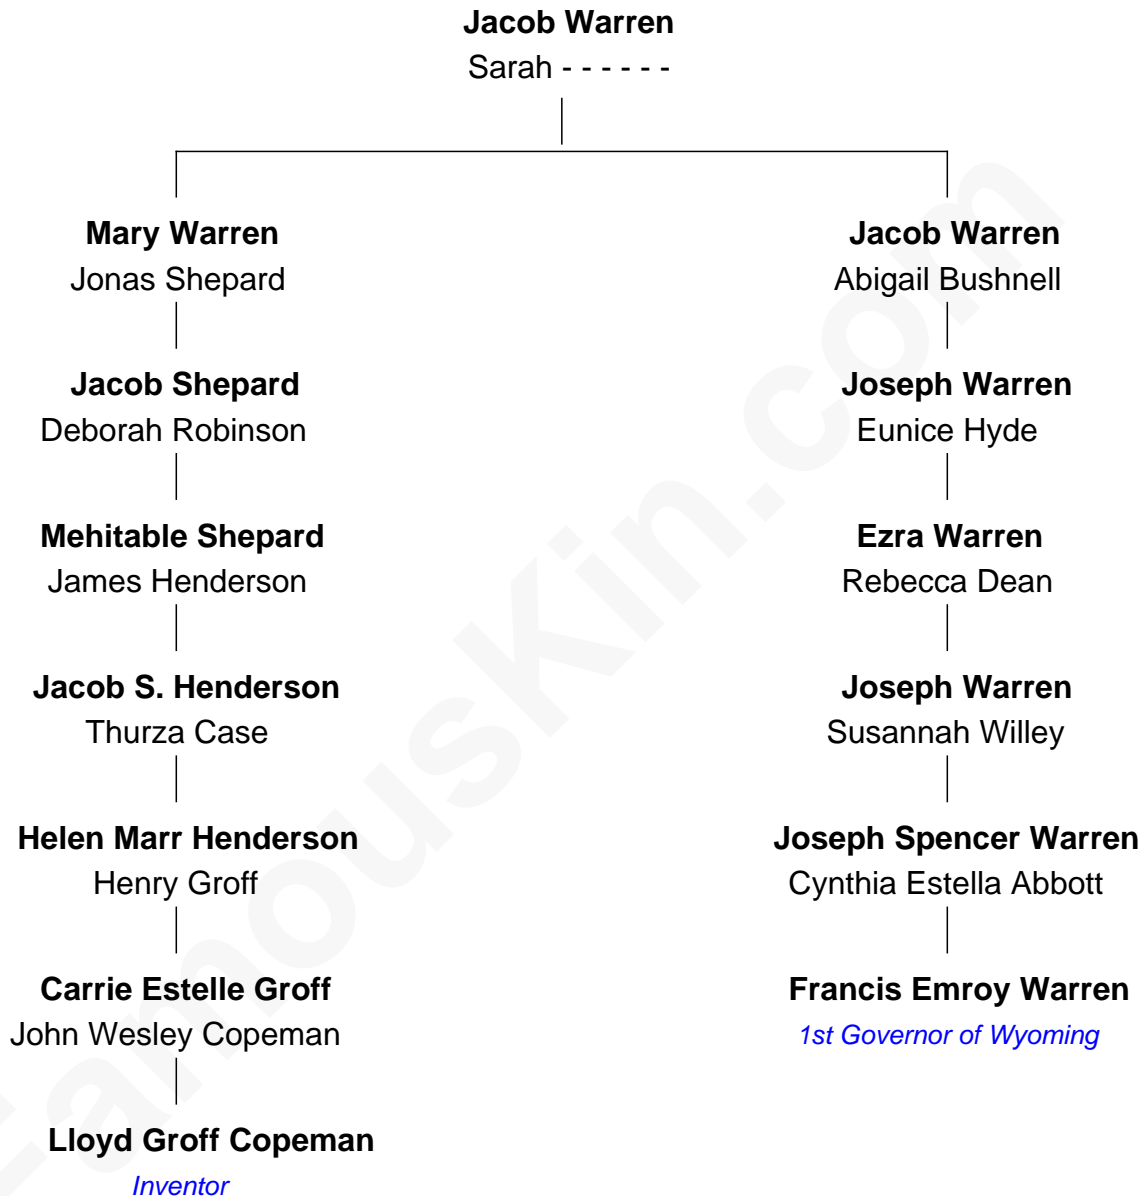 Jacob Warren
Sarah - - - - - -
Mary Warren
Jonas Shepard
Jacob Warren
Abigail Bushnell
Jacob Shepard
Deborah Robinson
Joseph Warren
Eunice Hyde
Mehitable Shepard
James Henderson
Ezra Warren
Rebecca Dean
Jacob S. Henderson
Thurza Case
Joseph Warren
Susannah Willey
Helen Marr Henderson
Henry Groff
Joseph Spencer Warren
Cynthia Estella Abbott
Carrie Estelle Groff
John Wesley Copeman
Francis Emroy Warren
1st Governor of Wyoming
Lloyd Groff Copeman
Inventor
FamousKin.com